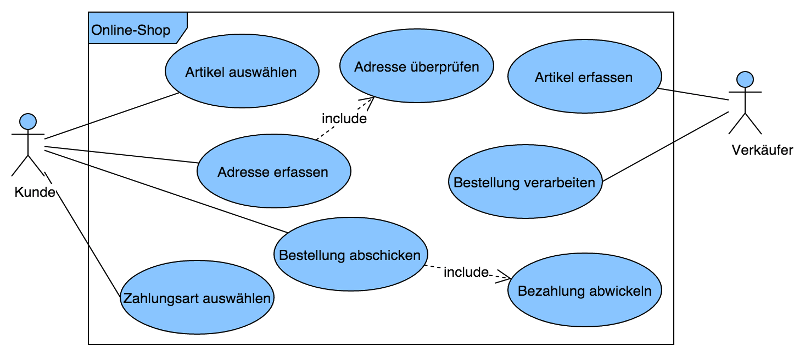 Online-Shop
Artikel auswählen
Adresse überprüfen
Artikel erfassen
include
Verkäufer
Adresse erfassen
Bestellung verarbeiten
Kunde
Bestellung abschicken
include
Zahlungsart auswählen
Bezahlung abwickeln